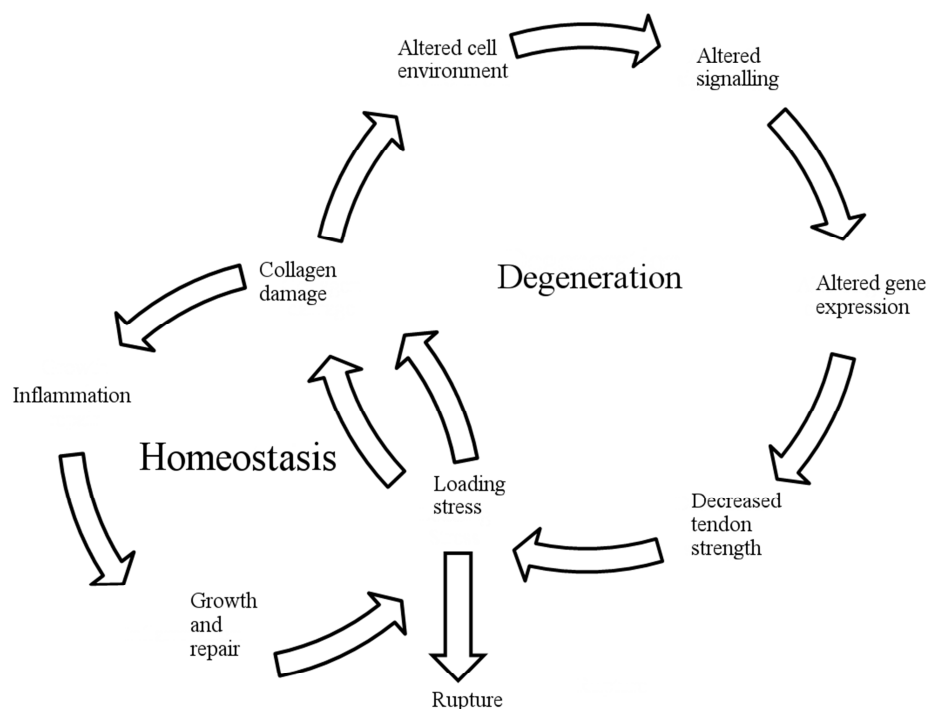 Altered cell
environment
Altered
signalling
Collagen
damage
Degeneration
Altered gene
expression
Inflammation
Homeostasis
Loading
stress
Decreased
tendon
strength
Growth
and
repair
Rupture